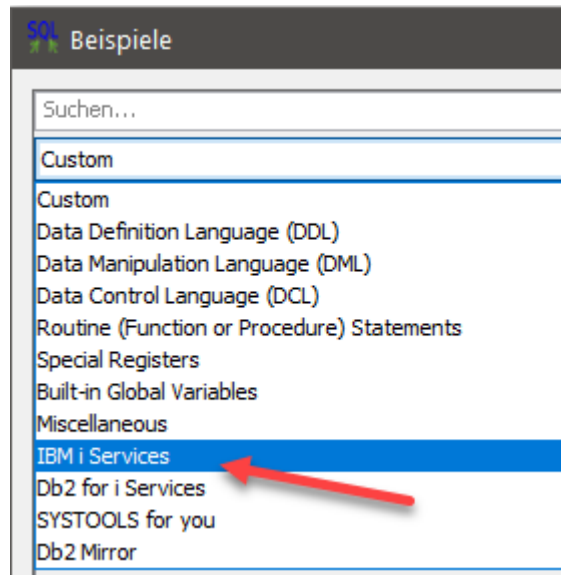 SQL Beispiele
Suchen...
Custom
Custom
Data Definition Language (DDL)
Data Manipulation Language (DML)
Data Control Language (DCL)
Routine (Function or Procedure) Statements
Special Registers
Built-in Global Variables
Miscellaneous
IBM i Services
Db2 for i Services
SYSTOOLS for you
Db2 Mirror